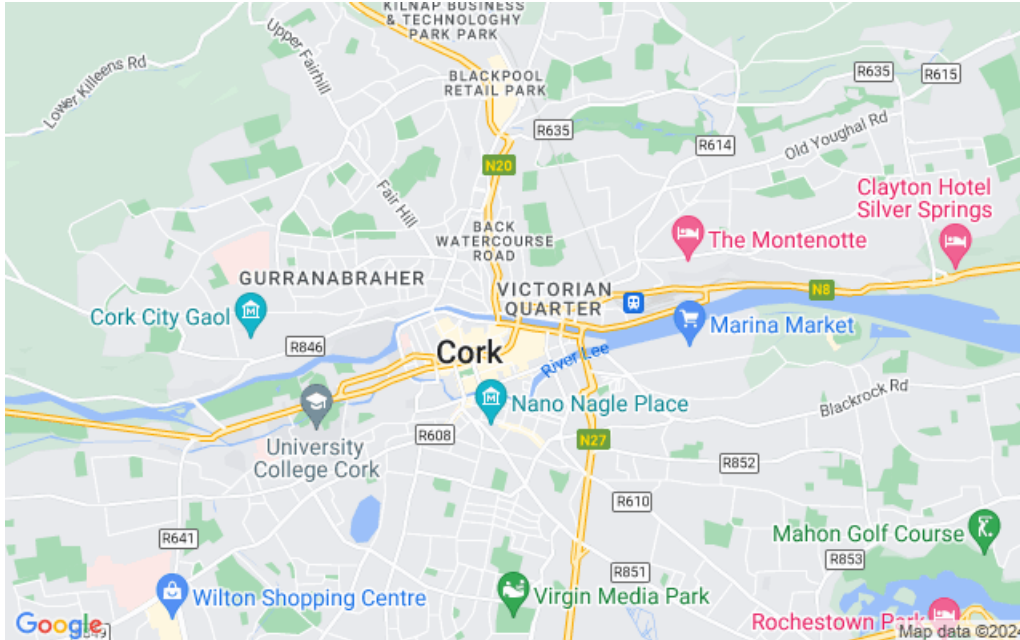 KILNAP BUSINESS
& TECHNOLOGHY
PARK PARK
Upper Fairhill
Lower Killeens Rd
BLACKPOOL
RETAIL PARK
R635
R615
R635
R614
Old Youghal Rd
N20
Fair Hill
Clayton Hotel
Silver Springs
BACK
WATERCOURSE
ROAD
The Montenotte
GURRANABRAHER
VICTORIAN
QUARTER
N8
Cork City Gaol
Marina Market
R846
Cork
River Lee
Nano Nagle Place
Blackrock Rd
University
College Cork
R608
N27
R852
R610
R641
Mahon Golf Course
R853
R851
Wilton Shopping Centre
Virgin Media Park
Rochestown Park
Google
Map data ©2024